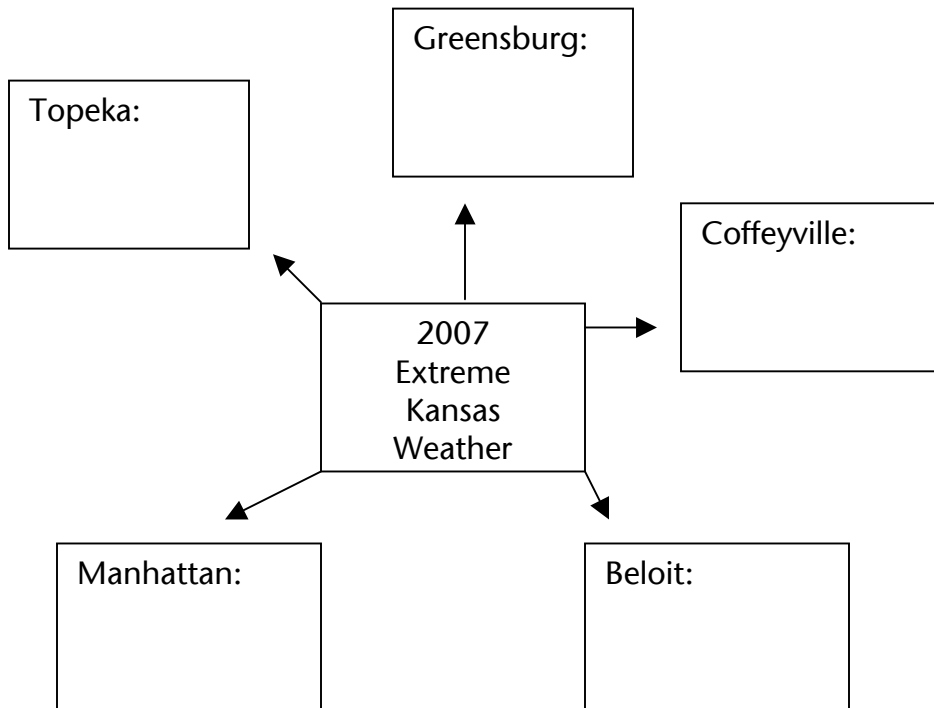 Greensburg:
Topeka:
Coffeyville:
2007
Extreme
Kansas
Weather
Manhattan:
Beloit: